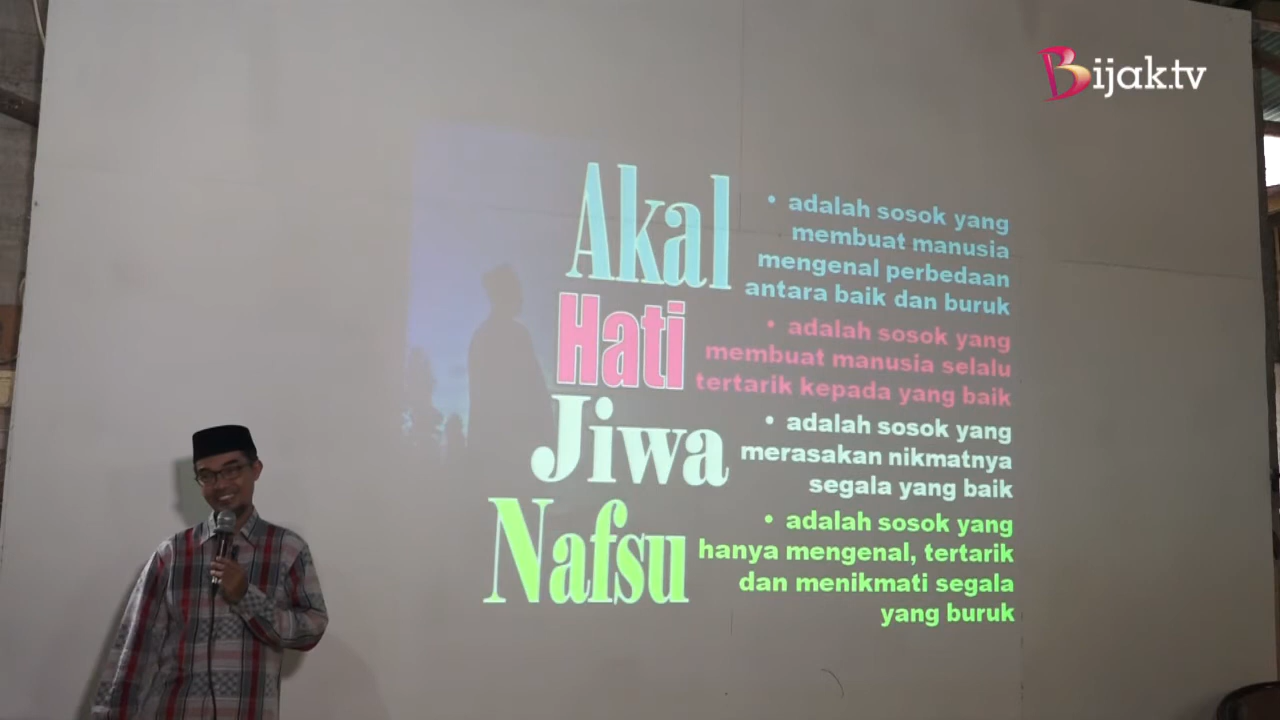 Bijak.tv
Akal
• adalah sosok yang
membuat manusia
mengenal perbedaan
antara baik dan buruk
Hati
• adalah sosok yang
membuat manusia selalu
tertarik kepada yang baik
Jiwa
• adalah sosok yang
merasakan nikmatnya
segala yang baik
Nafsu
• adalah sosok yang
hanya mengenal, tertarik
dan menikmati segala
yang buruk